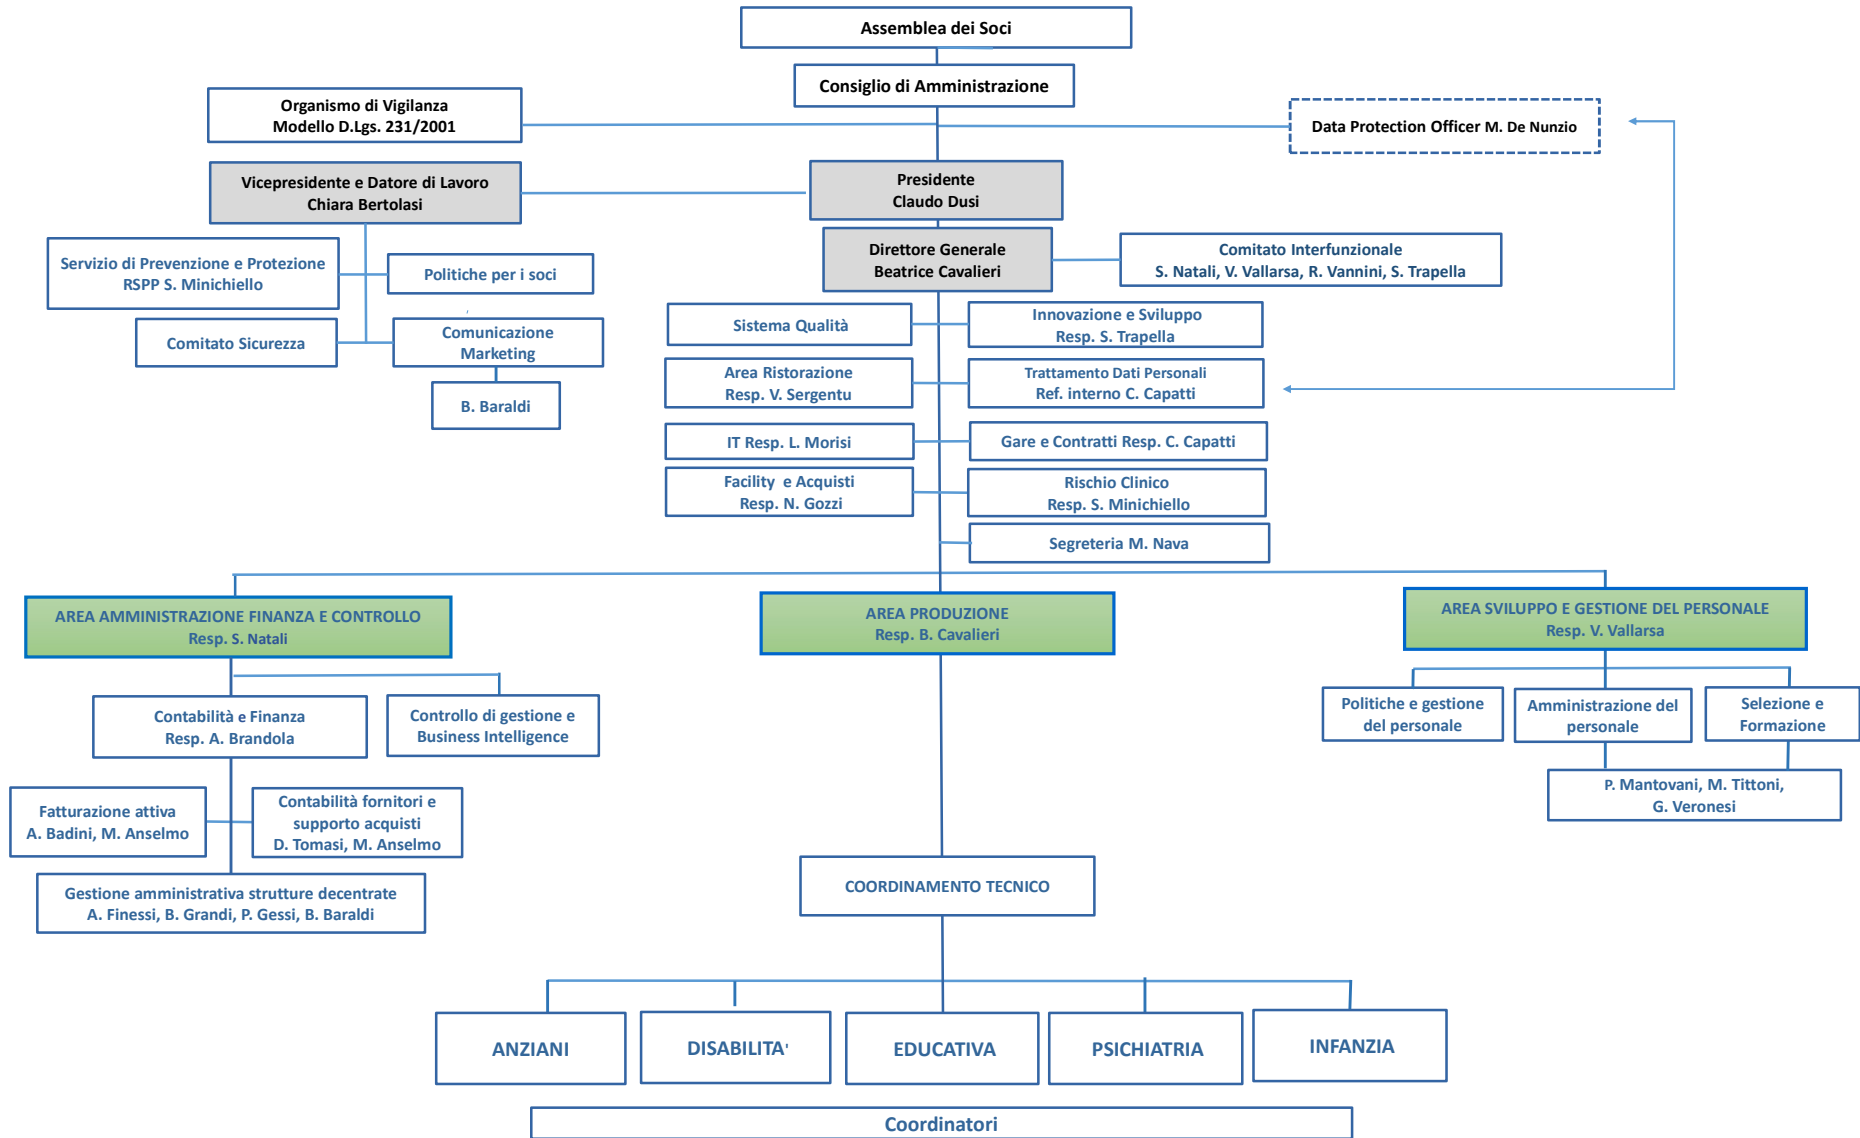 Assemblea dei Soci
Consiglio di Amministrazione
Organismo di Vigilanza
Modello D.Lgs. 231/2001
Data Protection Officer M. De Nunzio
Vicepresidente e Datore di Lavoro
Chiara Bertolasi
Presidente
Claudo Dusi
Direttore Generale
Beatrice Cavalieri
Comitato Interfunzionale
S. Natali, V. Vallarsa, R. Vannini, S. Trapella
Servizio di Prevenzione e Protezione
RSPP S. Minichiello
Politiche per i soci
Comitato Sicurezza
Comunicazione
Marketing
B. Baraldi
Sistema Qualità
Innovazione e Sviluppo
Resp. S. Trapella
Area Ristorazione
Resp. V. Sergentu
Trattamento Dati Personali
Ref. interno C. Capatti
IT Resp. L. Morisi
Gare e Contratti Resp. C. Capatti
Facility e Acquisti
Resp. N. Gozzi
Rischio Clinico
Resp. S. Minichiello
Segreteria M. Nava
AREA AMMINISTRAZIONE FINANZA E CONTROLLO
Resp. S. Natali
AREA PRODUZIONE
Resp. B. Cavalieri
AREA SVILUPPO E GESTIONE DEL PERSONALE
Resp. V. Vallarsa
Contabilità e Finanza
Resp. A. Brandola
Controllo di gestione e
Business Intelligence
Politiche e gestione
del personale
Amministrazione del
personale
Selezione e
Formazione
P. Mantovani, M. Tittoni,
G. Veronesi
Fatturazione attiva
A. Badini, M. Anselmo
Contabilità fornitori e
supporto acquisti
D. Tomasi, M. Anselmo
Gestione amministrativa strutture decentrate
A. Finessi, B. Grandi, P. Gessi, B. Baraldi
COORDINAMENTO TECNICO
ANZIANI
DISABILITA'
EDUCATIVA
PSICHIATRIA
INFANZIA
Coordinatori